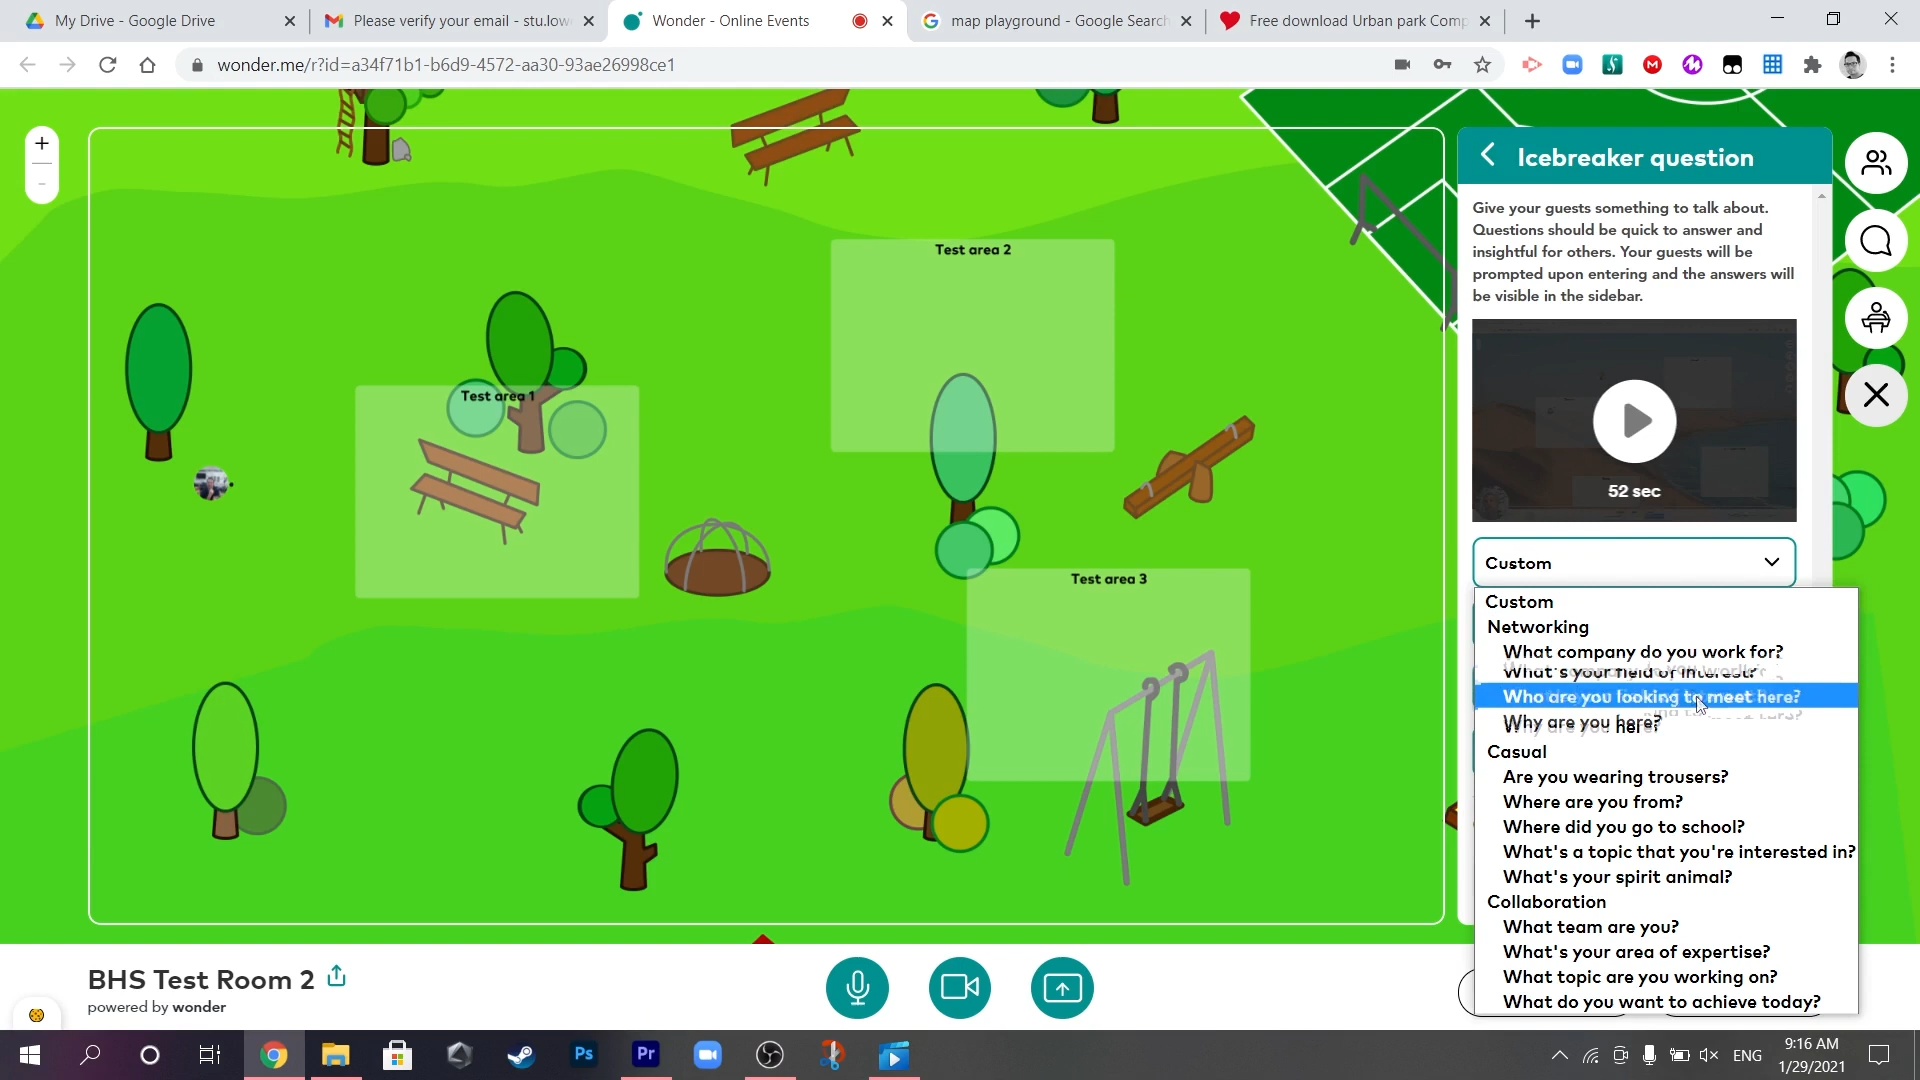 My Drive - Google Drive
Please verify your email - stu.low
Wonder - Online Events
map playground - Google Search
Free download Urban park Comp
wonder.me/r?id=a34f71b1-b6d9-4572-aa30-93ae26998ce1
Test area 2
Test area 1
Test area 3
Icebreaker question
Give your guests something to talk about.
Questions should be quick to answer and
insightful for others. Your guests will be
prompted upon entering and the answers will
be visible in the sidebar.
52 sec
Custom
Custom
Networking
What company do you work for?
What's your field of interest?
Who are you looking to meet here?
Why are you here?
Casual
Are you wearing trousers?
Where are you from?
Where did you go to school?
What's a topic that you're interested in?
What's your spirit animal?
Collaboration
What team are you?
What's your area of expertise?
What topic are you working on?
What do you want to achieve today?
BHS Test Room 2
powered by wonder
Ps
Pr
ENG
9:16 AM
1/29/2021